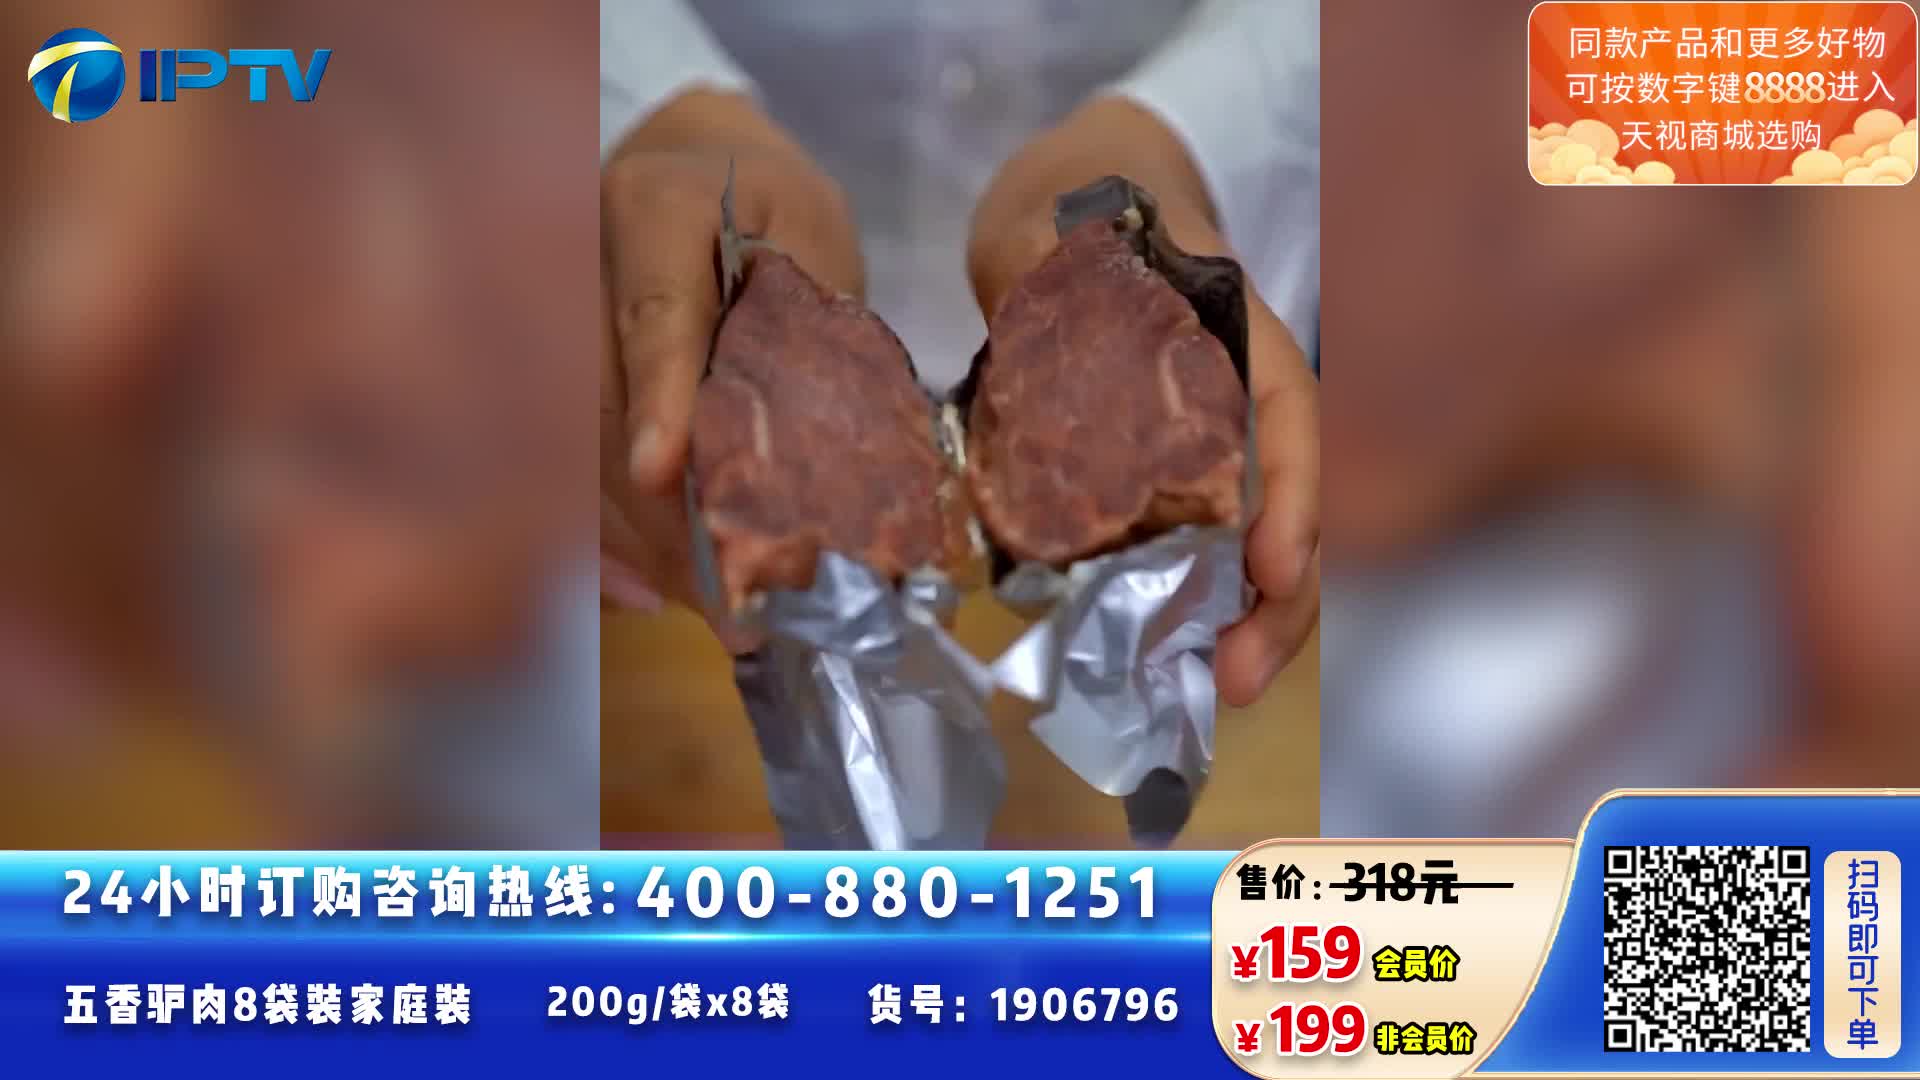 IPTV
同款产品和更多好物
可按数字键8888进入
天视商城选购
24小时订购咨询热线:400-880-1251
五香驴肉8袋装家庭装 200g/袋x8袋 货号：1906796
售价:318元
¥159 会员价
¥199 非会员价
扫码即可下单